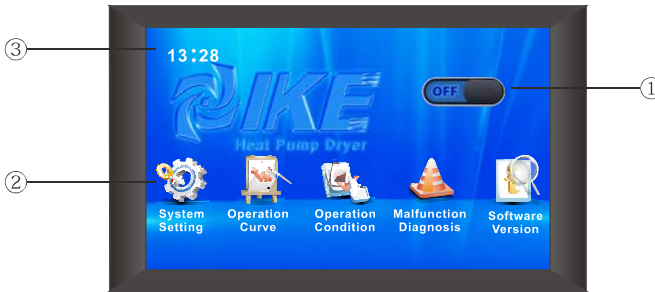 ③
13:28
OFF
①
IKE
Heat Pump Dryer
②
System
Setting
Operation
Curve
Operation
Condition
Malfunction
Diagnosis
Software
Version